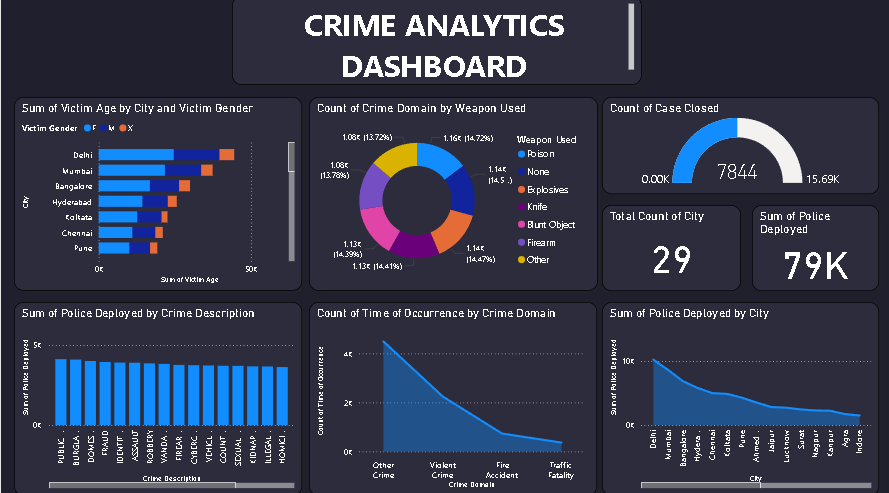 CRIME ANALYTICS
DASHBOARD
Sum of Victim Age by City and Victim Gender
Victim Gender F M X
City
Delhi
Mumbai
Bangalore
Hyderabad
Kolkata
Chennai
Pune
0K 50K
Sum of Victim Age
Count of Crime Domain by Weapon Used
1.16K (14.72%)
1.14K
(14.5...)
1.14K
(14.47%)
1.13K (14.41%)
1.13K
(14.39%)
1.08K
(13.78%)
1.08K (13.72%)
Weapon Used
Poison
None
Explosives
Knife
Blunt Object
Firearm
Other
Count of Case Closed
0.00K 7844 15.69K
Total Count of City
29
Sum of Police
Deployed
79K
Sum of Police Deployed by Crime Description
Sum of Police Deployed
5K
0K
PUBLIC ...
BURGLA...
DOMES...
FRAUD
IDENTIT...
ASSAULT
ROBBERY
VANDA...
FIREAR...
CYBERC...
VEHICL...
COUNT...
SEXUAL ...
KIDNAP...
ILLEGAL ...
HOMICI...
Crime Description
Count of Time of Occurrence by Crime Domain
Count of Time of Occurrence
4K
2K
0K
Other
Crime
Violent
Crime
Fire
Accident
Traffic
Fatality
Crime Domain
Sum of Police Deployed by City
Sum of Police Deployed
10K
0K
Delhi
Mumbai
Bangalore
Hydera...
Chennai
Kolkata
Pune
Ahmed...
Jaipur
Lucknow
Surat
Nagpur
Kanpur
Agra
Indore
City